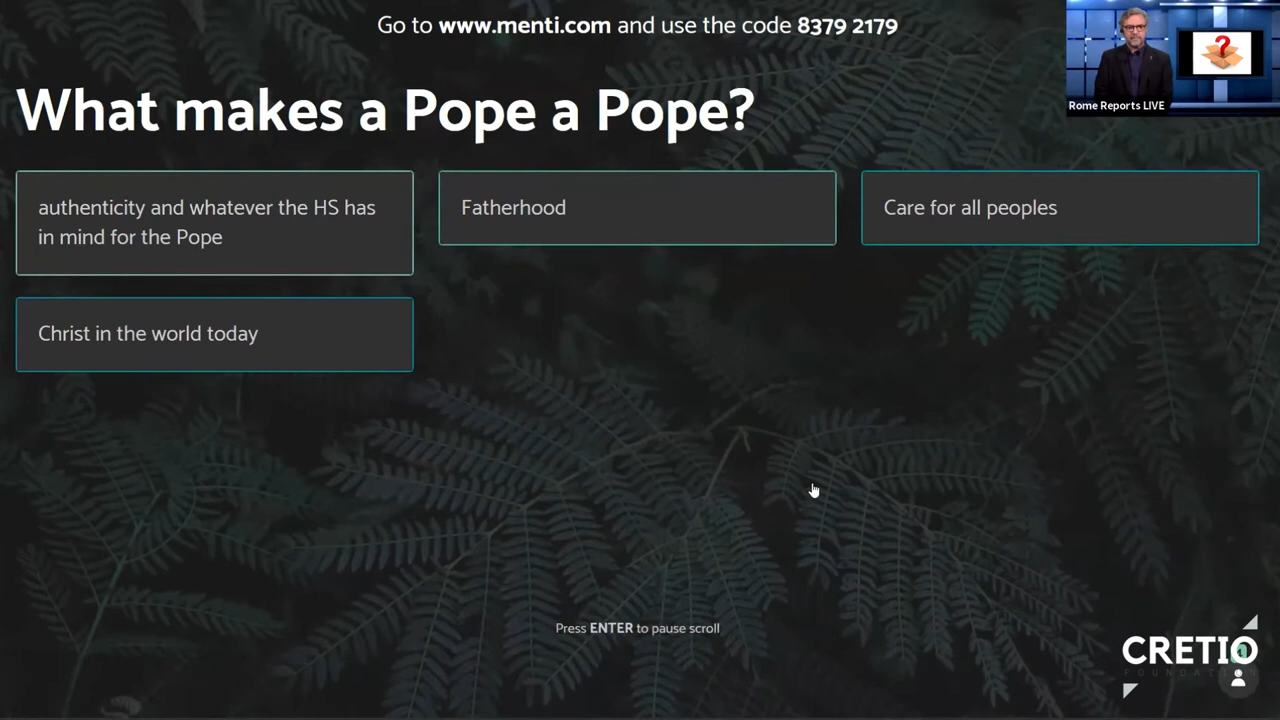 Go to www.menti.com and use the code 8379 2179
What makes a Pope a Pope?
Rome Reports LIVE
authenticity and whatever the HS has
in mind for the Pope
Fatherhood
Care for all peoples
Christ in the world today
Press ENTER to pause scroll
CRETIO
FOUNDATION